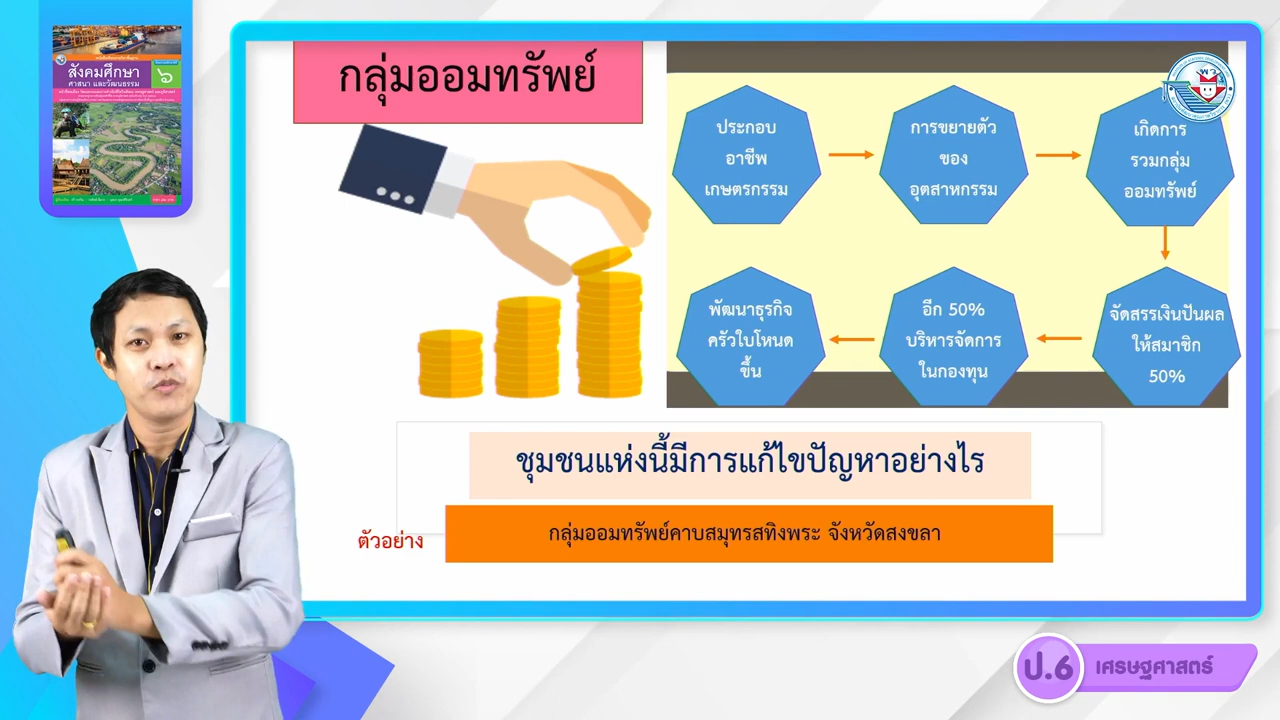 สังคมศึกษา
ศาสนา และวัฒนธรรม
๖
กลุ่มออมทรัพย์
ประกอบ
อาชีพ
เกษตรกรรม
การขยายตัว
ของ
อุตสาหกรรม
เกิดการ
รวมกลุ่ม
ออมทรัพย์
จัดสรรเงินปันผล
ให้สมาชิก
50%
อีก 50%
บริหารจัดการ
ในกองทุน
พัฒนาธุรกิจ
ครัวใบโหนด
ขึ้น
พว
ชุมชนแห่งนี้มีการแก้ไขปัญหาอย่างไร
ตัวอย่าง
กลุ่มออมทรัพย์คาบสมุทรสทิงพระ จังหวัดสงขลา
ป.6
เศรษฐศาสตร์